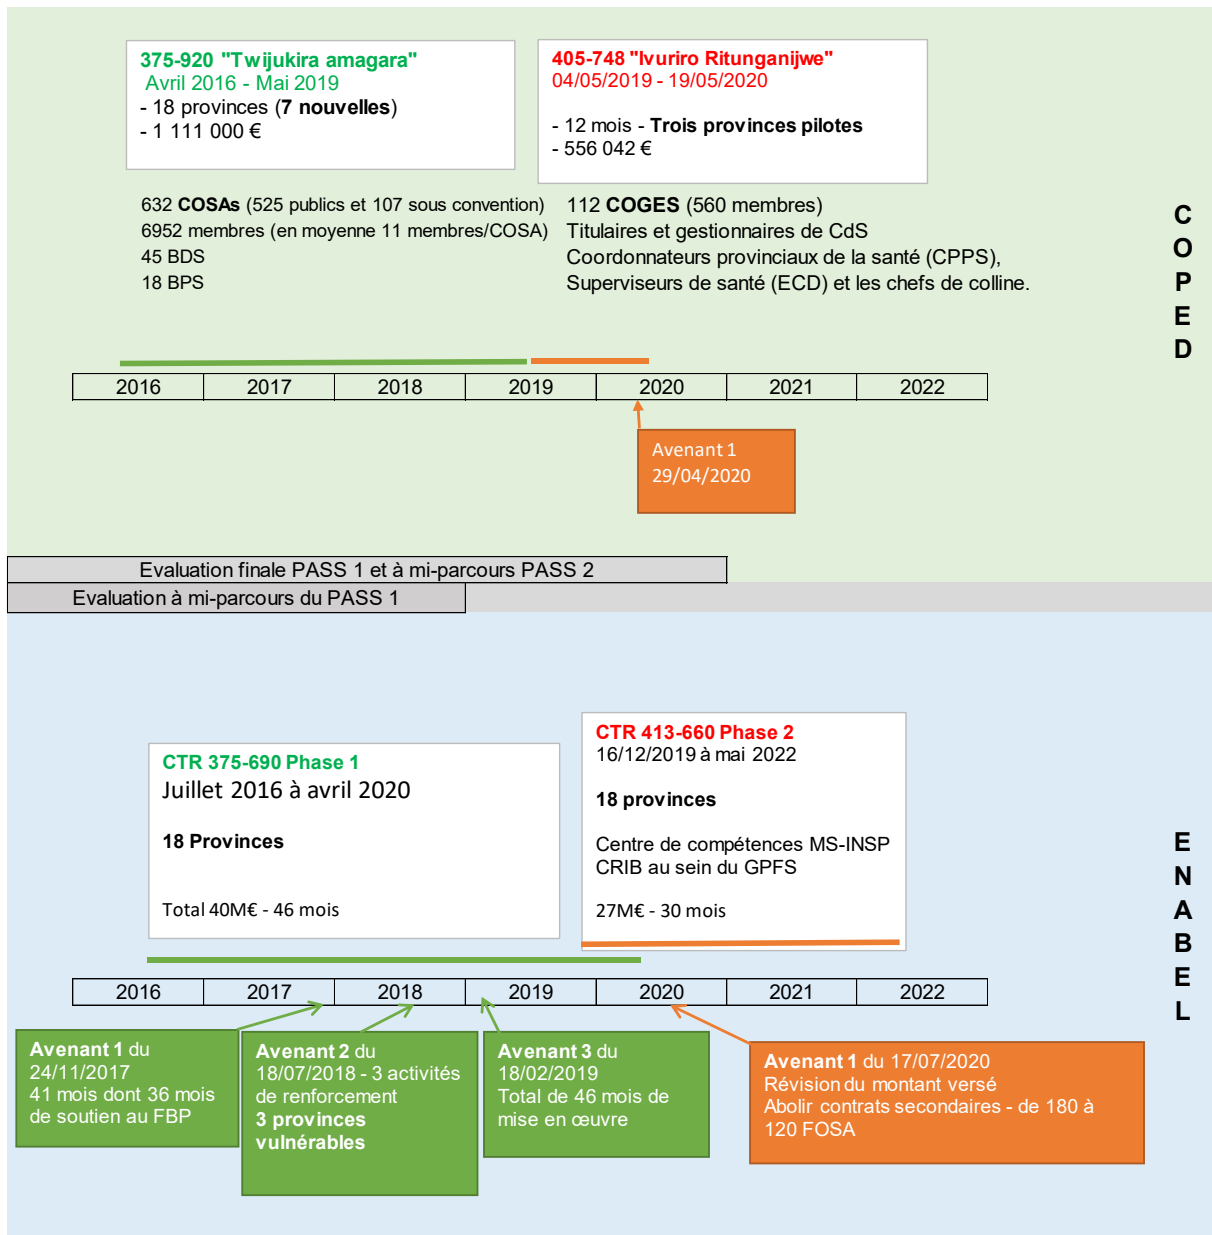 375-920 "Twijukira amagara"
Avril 2016 - Mai 2019
- 18 provinces (7 nouvelles)
- 1 111 000 €
405-748 "Ivuriro Ritunganijwe"
04/05/2019 - 19/05/2020
- 12 mois - Trois provinces pilotes
- 556 042 €
632 COSAs (525 publics et 107 sous convention)
6952 membres (en moyenne 11 membres/COSA)
45 BDS
18 BPS
112 COGES (560 membres)
Titulaires et gestionnaires de CdS
Coordonnateurs provinciaux de la santé (CPPS),
Superviseurs de santé (ECD) et les chefs de colline.
C
O
P
E
D
2016 2017 2018 2019 2020 2021 2022
Avenant 1
29/04/2020
Evaluation finale PASS 1 et à mi-parcours PASS 2
Evaluation à mi-parcours du PASS 1
CTR 375-690 Phase 1
Juillet 2016 à avril 2020
18 Provinces
Total 40M€ - 46 mois
CTR 413-660 Phase 2
16/12/2019 à mai 2022
18 provinces
Centre de compétences MS-INSP
CRIB au sein du GPFS
27M€ - 30 mois
E
N
A
B
E
L
2016 2017 2018 2019 2020 2021 2022
Avenant 1 du
24/11/2017
41 mois dont 36 mois
de soutien au FBP
Avenant 2 du
18/07/2018 - 3 activités
de renforcement
3 provinces
vulnérables
Avenant 3 du
18/02/2019
Total de 46 mois de
mise en œuvre
Avenant 1 du 17/07/2020
Révision du montant versé
Abolir contrats secondaires - de 180 à
120 FOSA